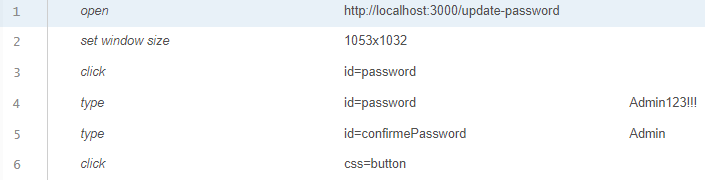 1 open http://localhost:3000/update-password
2 set window size 1053x1032
3 click id=password
4 type id=password Admin123!!!
5 type id=confirmePassword Admin
6 click css=button